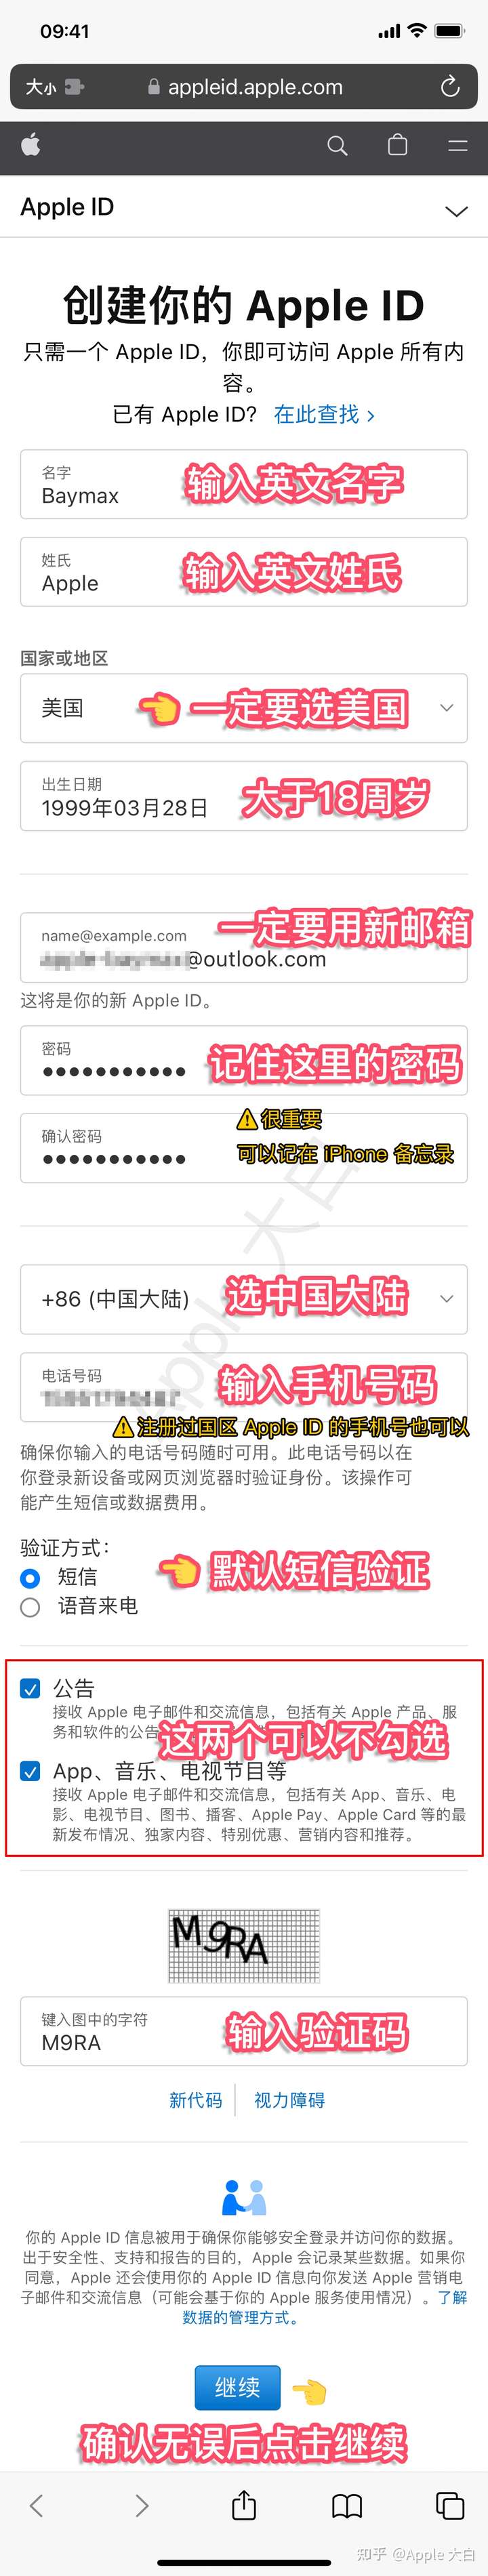 09:41
大小
appleid.apple.com
Apple ID
创建你的 Apple ID
只需一个 Apple ID，你即可访问 Apple 所有内
容。
已有 Apple ID? 在此查找 >
名字
Baymax 输入英文名字
姓氏
Apple 输入英文姓氏
国家或地区
美国 一定要选美国
出生日期
1999年03月28日 大于18周岁
一定要用新邮箱
name@example.com
@outlook.com
这将是你的新 Apple ID。
密码
记住这里的密码
很重要
确认密码
可以记在 iPhone 备忘录
+86 (中国大陆) 选中国大陆
电话号码
输入手机号码
注册过国区 Apple ID 的手机号也可以
确保你输入的电话号码随时可用。此电话号码以在
你登录新设备或网页浏览器时验证身份。该操作可
能产生短信或数据费用。
验证方式：
短信 默认短信验证
语音来电
公告
接收 Apple 电子邮件和交流信息，包括有关 Apple 产品、服
务和软件的公告
这两个可以不勾选
App、音乐、电视节目等
接收 Apple 电子邮件和交流信息，包括有关 App、音乐、电
影、电视节目、图书、播客、Apple Pay、Apple Card 等的最
新发布情况、独家内容、特别优惠、营销内容和推荐。
M9RA
键入图中的字符
M9RA 输入验证码
新代码 视力障碍
你的 Apple ID 信息被用于确保你能够安全登录并访问你的数据。
出于安全性、支持和报告的目的，Apple 会记录某些数据。如果你
同意，Apple 还会使用你的 Apple ID 信息向你发送 Apple 营销电
子邮件和交流信息（可能会基于你的 Apple 服务使用情况）。了解
数据的管理方式。
继续
确认无误后点击继续
知乎 @Apple 大白
Apple 大白